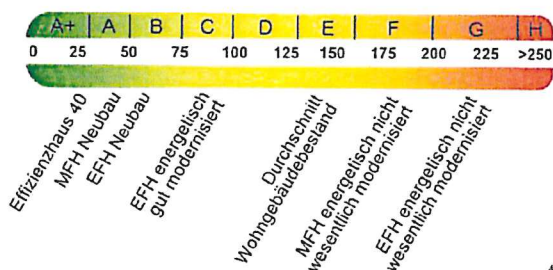 A+ A B C D E F G H
0 25 50 75 100 125 150 175 200 225 >250
Effizienzhaus 40
MFH Neubau
EFH Neubau
EFH energetisch
gut modernisiert
Durchschnitt
Wohngebäudebestand
MFH energetisch nicht
wesentlich modernisiert
EFH energetisch nicht
wesentlich modernisiert